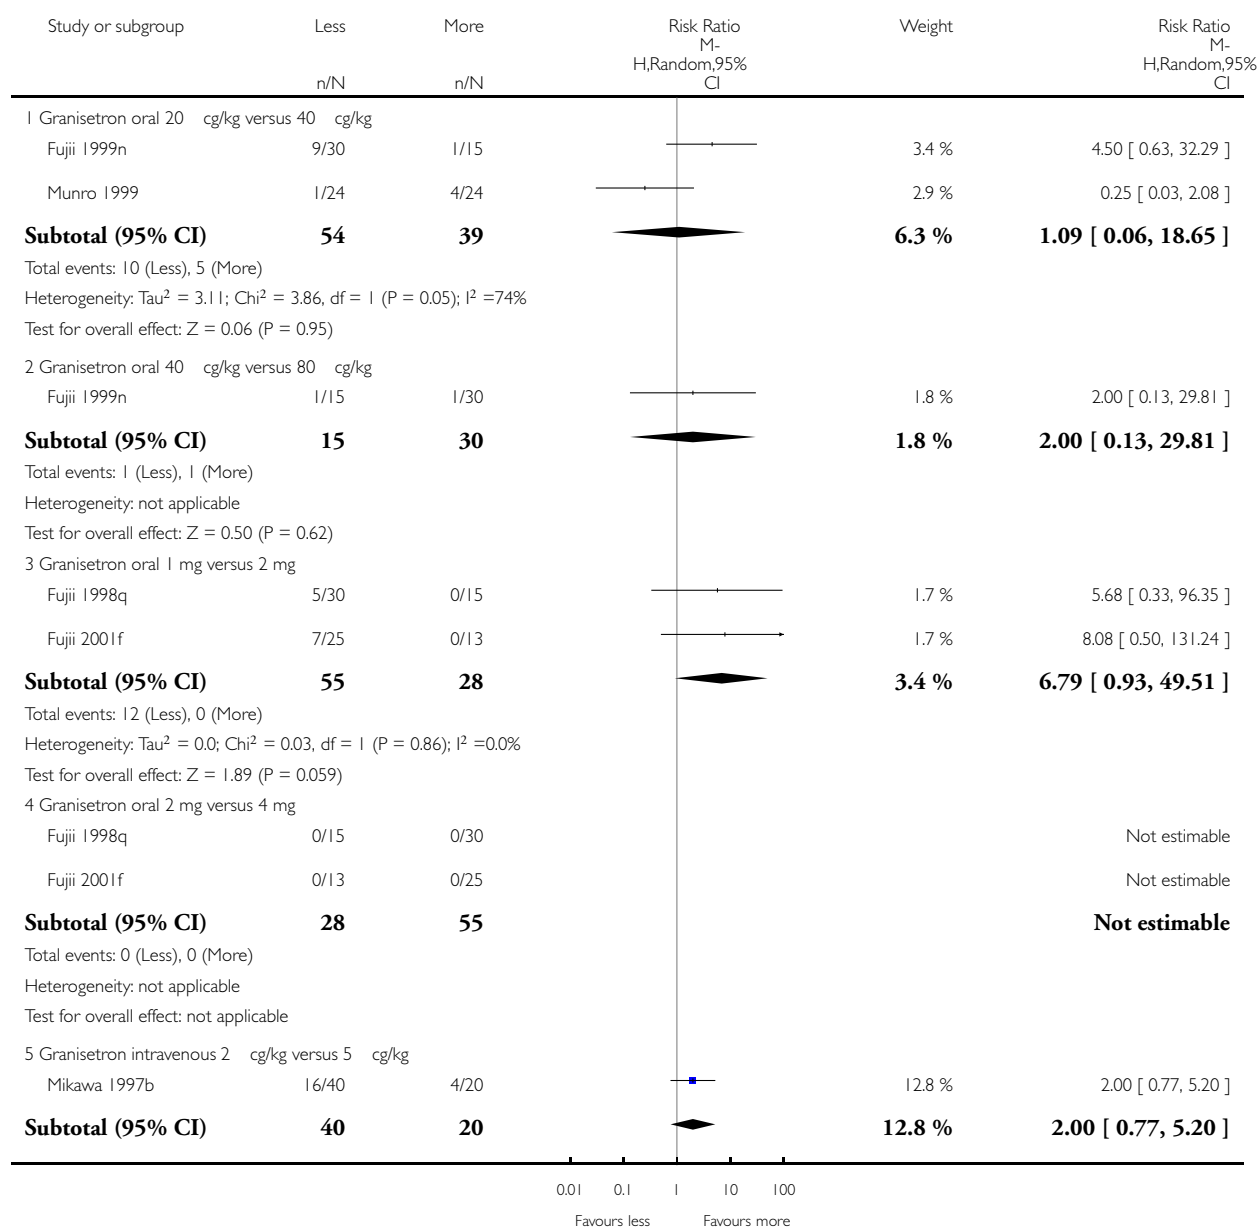 Study or subgroup Less More Risk Ratio Weight Risk Ratio
M- M-
H,Random,95% H,Random,95%
n/N n/N CI CI
1 Granisetron oral 20 cg/kg versus 40 cg/kg
Fujii 1999n 9/30 1/15 3.4 % 4.50 [ 0.63, 32.29 ]
Munro 1999 1/24 4/24 2.9 % 0.25 [ 0.03, 2.08 ]
Subtotal (95% CI) 54 39 6.3 % 1.09 [ 0.06, 18.65 ]
Total events: 10 (Less), 5 (More)
Heterogeneity: Tau² = 3.11; Chi² = 3.86, df = 1 (P = 0.05); I² =74%
Test for overall effect: Z = 0.06 (P = 0.95)
2 Granisetron oral 40 cg/kg versus 80 cg/kg
Fujii 1999n 1/15 1/30 1.8 % 2.00 [ 0.13, 29.81 ]
Subtotal (95% CI) 15 30 1.8 % 2.00 [ 0.13, 29.81 ]
Total events: 1 (Less), 1 (More)
Heterogeneity: not applicable
Test for overall effect: Z = 0.50 (P = 0.62)
3 Granisetron oral 1 mg versus 2 mg
Fujii 1998q 5/30 0/15 1.7 % 5.68 [ 0.33, 96.35 ]
Fujii 2001f 7/25 0/13 1.7 % 8.08 [ 0.50, 131.24 ]
Subtotal (95% CI) 55 28 3.4 % 6.79 [ 0.93, 49.51 ]
Total events: 12 (Less), 0 (More)
Heterogeneity: Tau² = 0.0; Chi² = 0.03, df = 1 (P = 0.86); I² =0.0%
Test for overall effect: Z = 1.89 (P = 0.059)
4 Granisetron oral 2 mg versus 4 mg
Fujii 1998q 0/15 0/30 Not estimable
Fujii 2001f 0/13 0/25 Not estimable
Subtotal (95% CI) 28 55 Not estimable
Total events: 0 (Less), 0 (More)
Heterogeneity: not applicable
Test for overall effect: not applicable
5 Granisetron intravenous 2 cg/kg versus 5 cg/kg
Mikawa 1997b 16/40 4/20 12.8 % 2.00 [ 0.77, 5.20 ]
Subtotal (95% CI) 40 20 12.8 % 2.00 [ 0.77, 5.20 ]
0.01 0.1 1 10 100
Favours less Favours more